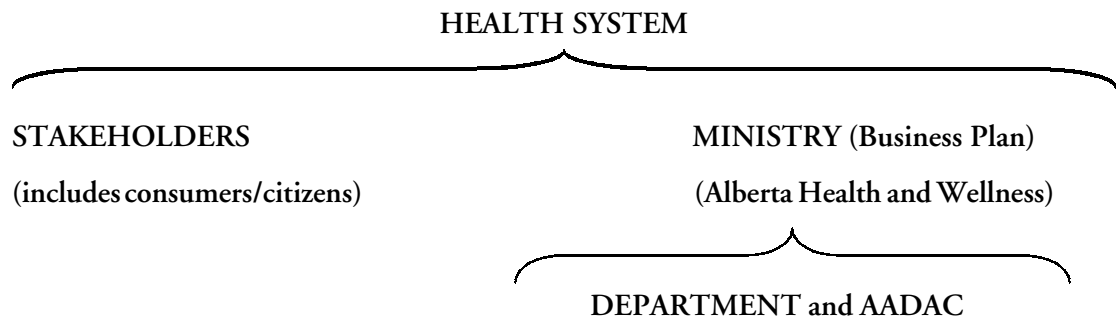 HEALTH SYSTEM
STAKEHOLDERS
(includes consumers/citizens)
MINISTRY (Business Plan)
(Alberta Health and Wellness)
DEPARTMENT and AADAC